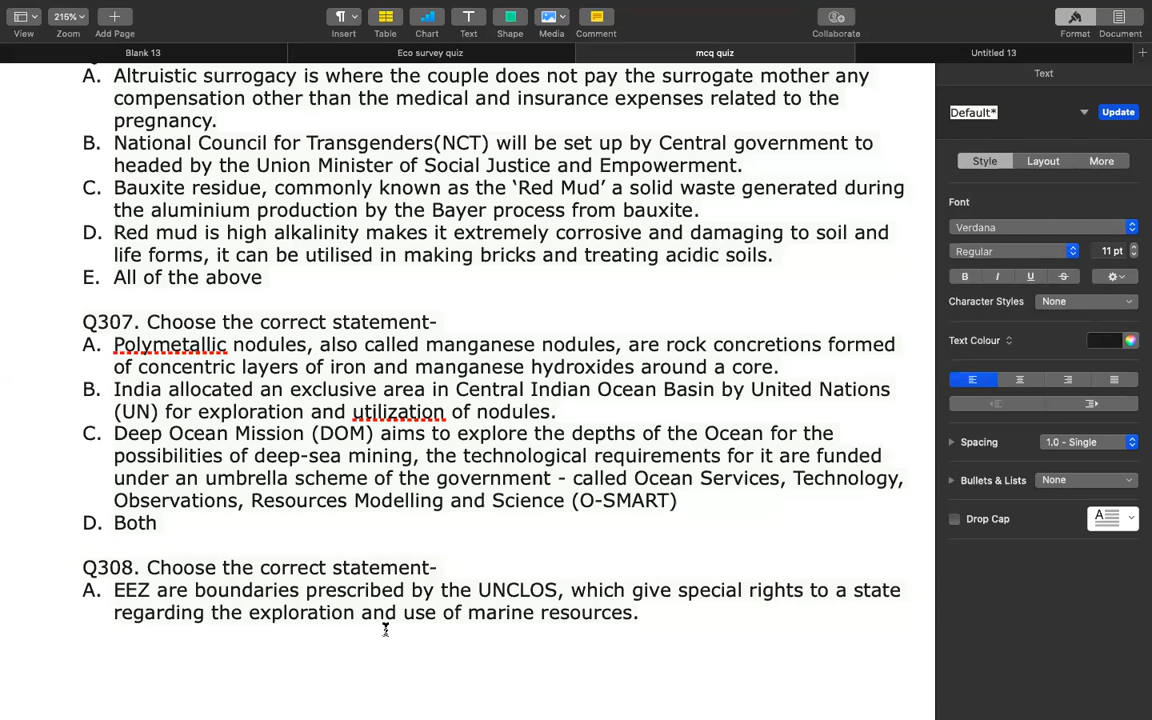 215%
View
Zoom
Add Page
Insert
Table
Chart
Text
Shape
Media
Comment
Collaborate
Format
Document
Blank 13
Eco survey quiz
mcq quiz
Untitled 13
A. Altruistic surrogacy is where the couple does not pay the surrogate mother any
compensation other than the medical and insurance expenses related to the
pregnancy.
B. National Council for Transgenders(NCT) will be set up by Central government to
headed by the Union Minister of Social Justice and Empowerment.
C. Bauxite residue, commonly known as the ‘Red Mud’ a solid waste generated during
the aluminium production by the Bayer process from bauxite.
D. Red mud is high alkalinity makes it extremely corrosive and damaging to soil and
life forms, it can be utilised in making bricks and treating acidic soils.
E. All of the above
Q307. Choose the correct statement-
A. Polymetallic nodules, also called manganese nodules, are rock concretions formed
of concentric layers of iron and manganese hydroxides around a core.
B. India allocated an exclusive area in Central Indian Ocean Basin by United Nations
(UN) for exploration and utilization of nodules.
C. Deep Ocean Mission (DOM) aims to explore the depths of the Ocean for the
possibilities of deep-sea mining, the technological requirements for it are funded
under an umbrella scheme of the government - called Ocean Services, Technology,
Observations, Resources Modelling and Science (O-SMART)
D. Both
Q308. Choose the correct statement-
A. EEZ are boundaries prescribed by the UNCLOS, which give special rights to a state
regarding the exploration and use of marine resources.
Text
Default*
Update
Style
Layout
More
Font
Verdana
Regular
11 pt
B I U S
Character Styles
None
Text Colour
Spacing
1.0 - Single
Bullets & Lists
None
Drop Cap
A